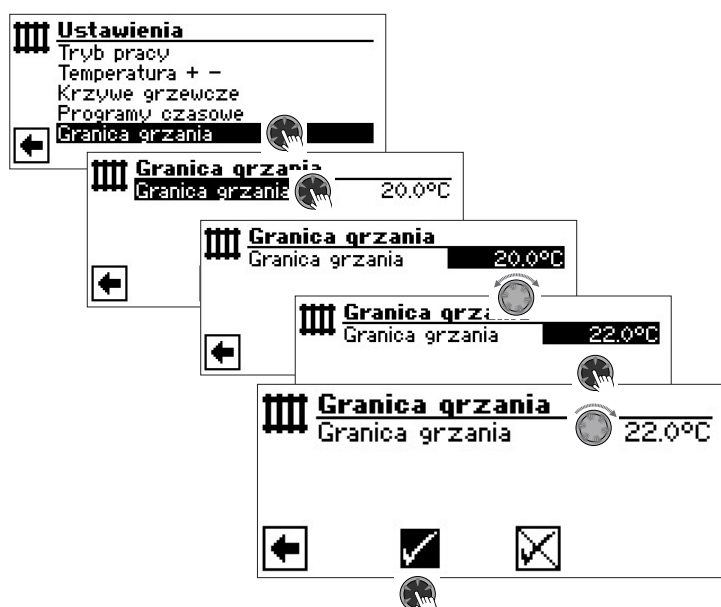 Ustawienia
Tryb pracy
Temperatura + -
Krzywe grzewcze
Programy czasowe
Granica grzania
Granica grzania
Granica grzania 20.0°C
Granica grzania
Granica grzania 20.0°C
Granica
Granica grzania 22.0°C
Granica grzania
Granica grzania 22.0°C